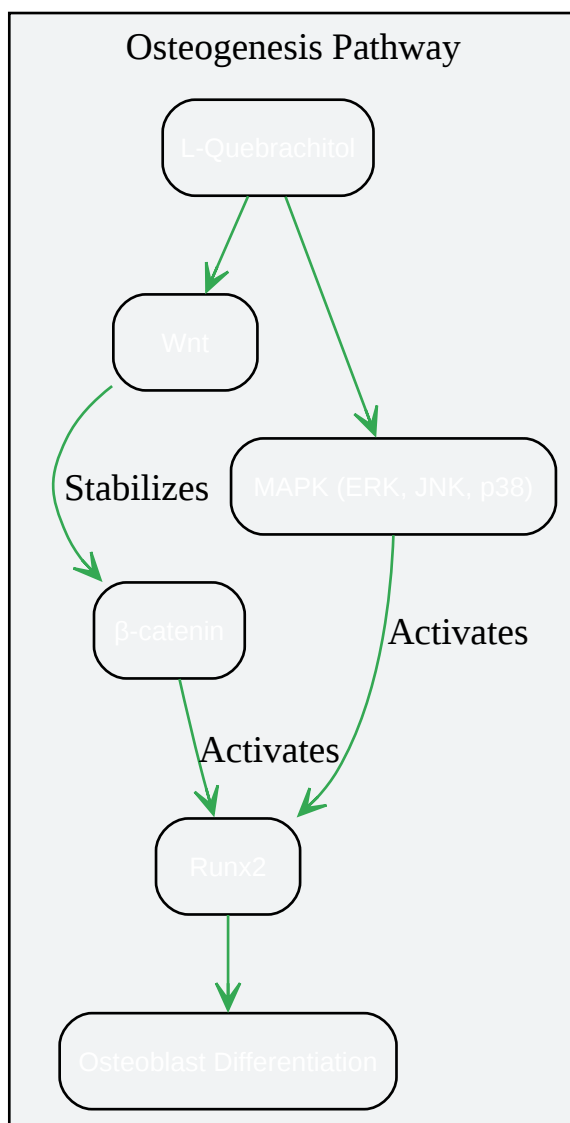 Osteogenesis Pathway
L-Quebrachitol
Wnt
Stabilizes
MAPK (ERK, JNK, p38)
β-catenin
Activates
Activates
Runx2
Osteoblast Differentiation